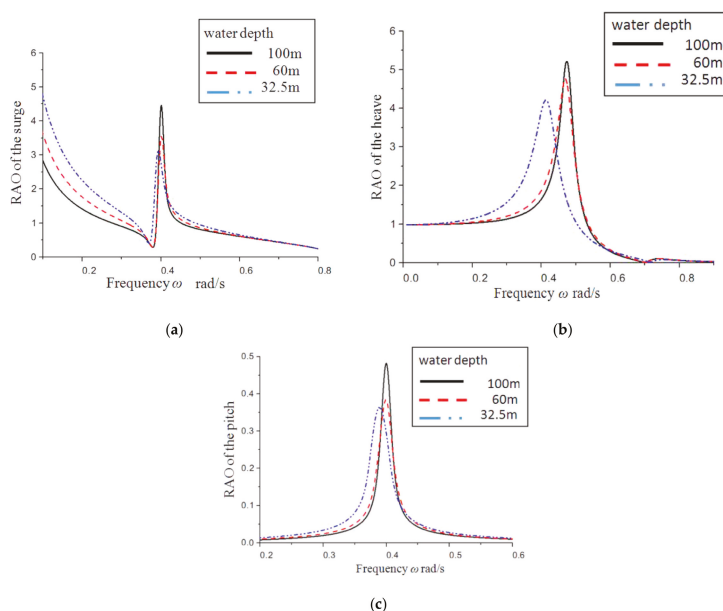 water depth
100m
60m
32.5m
RAO of the surge
6
5
4
3
2
1
0
0.2
0.4
0.6
0.8
Frequency ω rad/s
(a)
water depth
100m
60m
32.5m
RAO of the heave
6
5
4
3
2
1
0
0.0
0.2
0.4
0.6
0.8
Frequency ω rad/s
(b)
water depth
100m
60m
32.5m
RAO of the pitch
0.5
0.4
0.3
0.2
0.1
0.0
0.2
0.3
0.4
0.5
0.6
Frequency ω rad/s
(c)